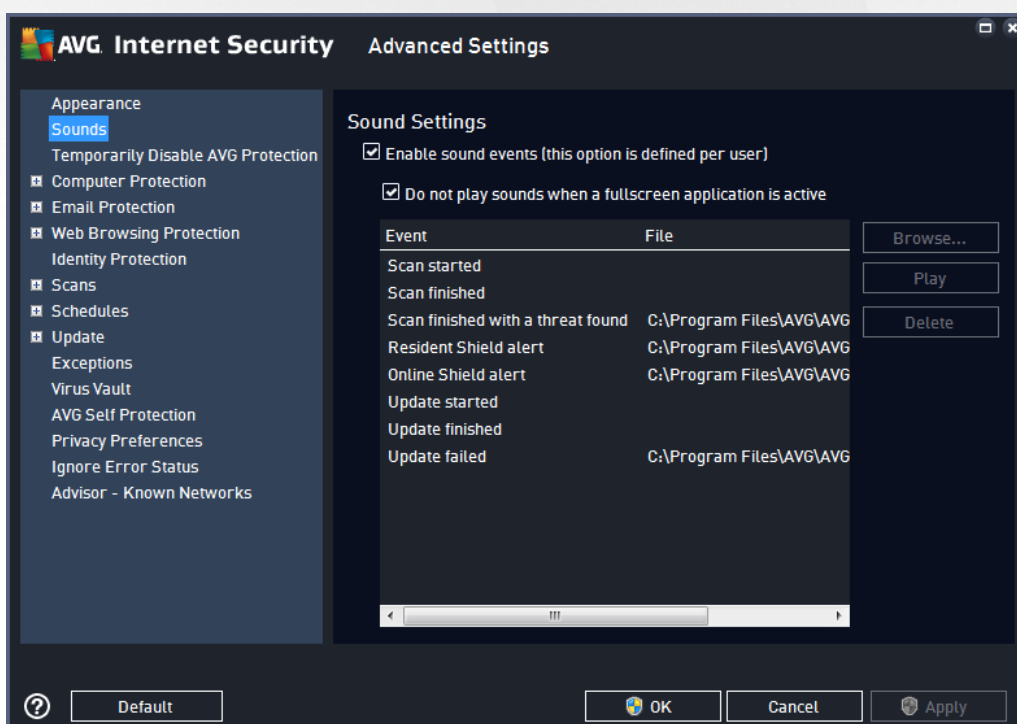 AVG. Internet Security Advanced Settings
Appearance
Sounds
Temporarily Disable AVG Protection
Computer Protection
Email Protection
Web Browsing Protection
Identity Protection
Scans
Schedules
Update
Exceptions
Virus Vault
AVG Self Protection
Privacy Preferences
Ignore Error Status
Advisor - Known Networks
Sound Settings
Enable sound events (this option is defined per user)
Do not play sounds when a fullscreen application is active
Event File
Scan started
Scan finished
Scan finished with a threat found C:\Program Files\AVG\AVG
Resident Shield alert C:\Program Files\AVG\AVG
Online Shield alert C:\Program Files\AVG\AVG
Update started
Update finished
Update failed C:\Program Files\AVG\AVG
Browse...
Play
Delete
? Default OK Cancel Apply